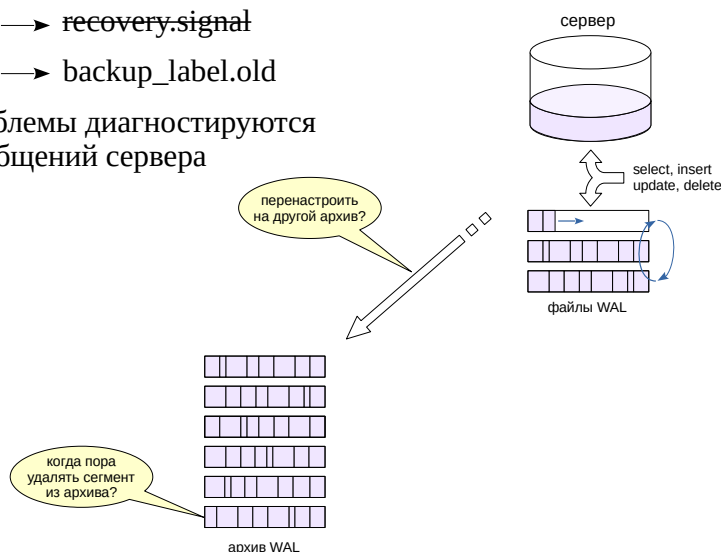 recovery.signal
backup_label.old
блемы диагностируются
бщений сервера
сервер
select, insert
update, delete
перенастроить
на другой архив?
файлы WAL
когда пора
удалять сегмент
из архива?
архив WAL